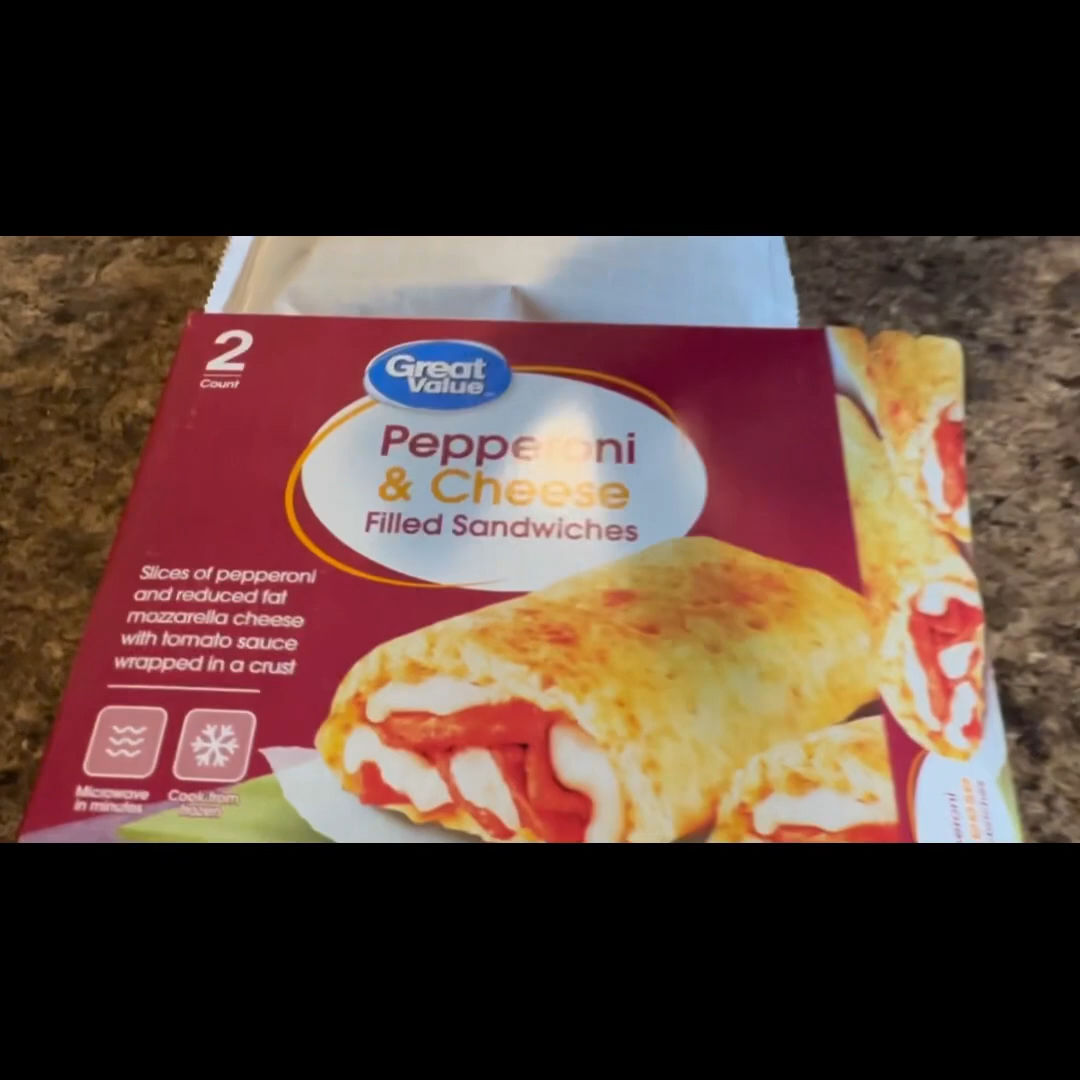 2
Count
Great
Value
Pepperoni
& Cheese
Filled Sandwiches
Slices of pepperoni
and reduced fat
mozzarella cheese
with tomato sauce
wrapped in a crust
Microwave
in minutes
Cook from
frozen